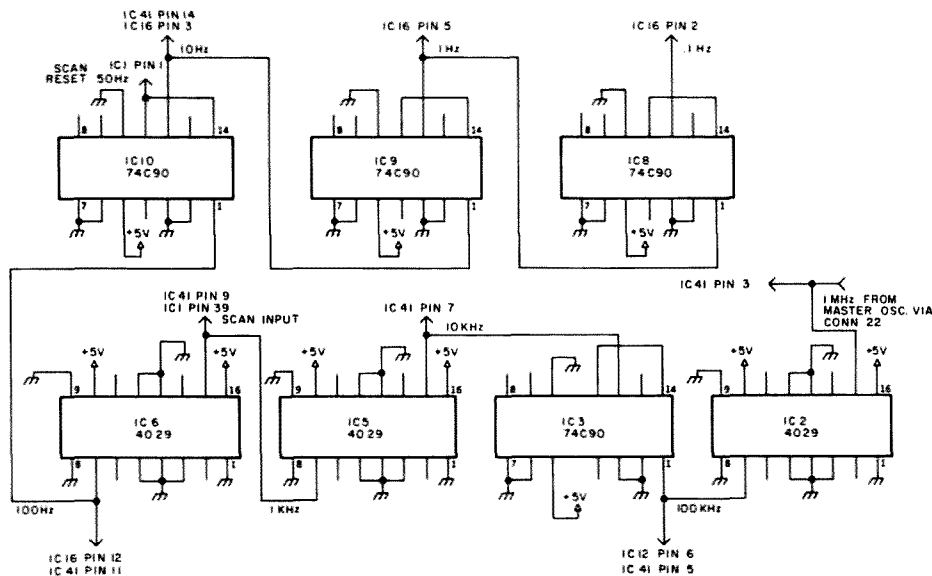 IC41 PIN 14
IC16 PIN 3
10Hz
IC1 PIN 1
SCAN
RESET 50Hz
8
14
IC10
74C90
7
1
+5V
IC16 PIN 5
1Hz
8
14
IC9
74C90
7
1
+5V
IC16 PIN 2
.1Hz
8
14
IC8
74C90
7
1
+5V
IC41 PIN 9
IC1 PIN 39
SCAN INPUT
+5V
+5V
9
16
IC6
4029
8
1
100Hz
IC16 PIN 12
IC41 PIN 11
IC41 PIN 7
10KHz
+5V
+5V
9
16
IC5
4029
8
1
1KHz
8
14
IC3
74C90
7
1
+5V
IC41 PIN 3
1MHz FROM
MASTER OSC. VIA
CONN 22
+5V
+5V
9
16
IC2
4029
8
1
100KHz
IC12 PIN 6
IC41 PIN 5